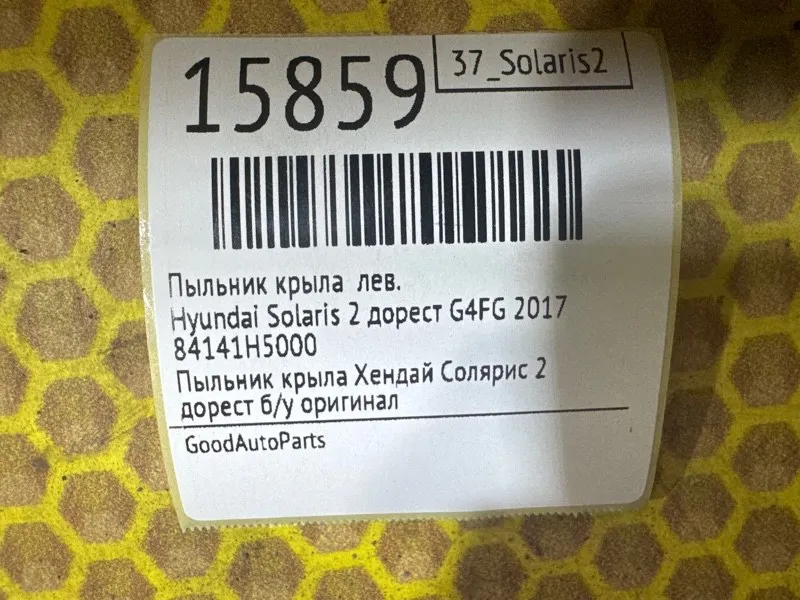 15859
37_Solaris2
Пыльник крыла лев.
Hyundai Solaris 2 дорест G4FG 2017
84141H5000
Пыльник крыла Хендай Солярис 2
дорест б/у оригинал
GoodAutoParts